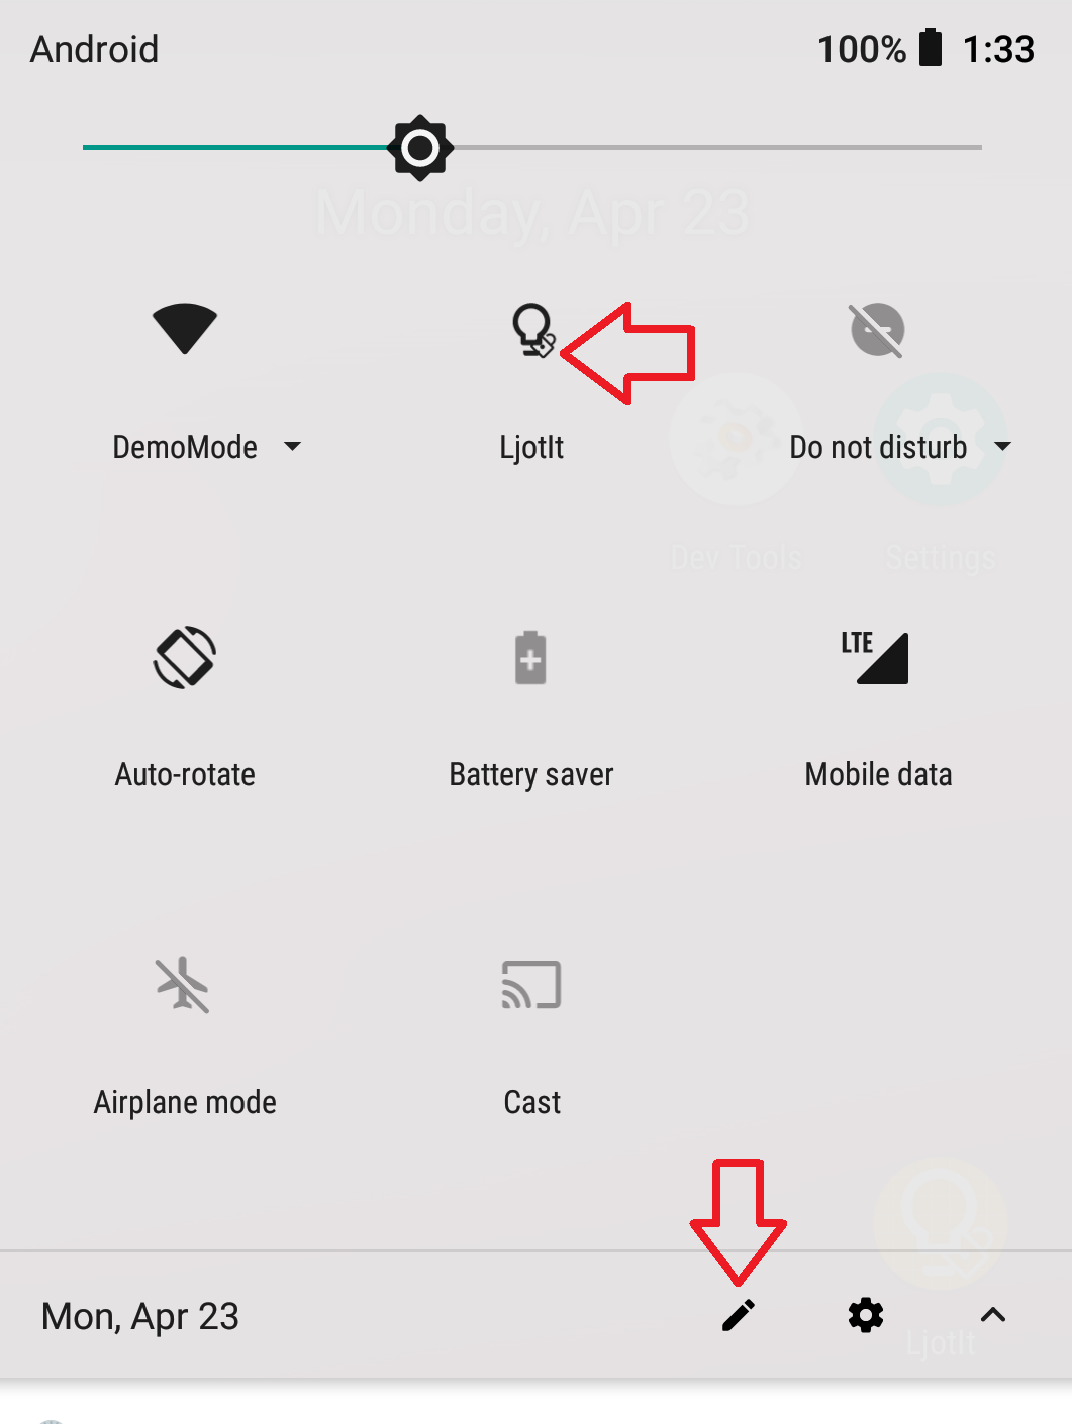 Android 100% 1:33
Monday, Apr 23
DemoMode LjotIt Do not disturb
Dev Tools Settings
LTE
Auto-rotate Battery saver Mobile data
Airplane mode Cast
Mon, Apr 23
LjotIt